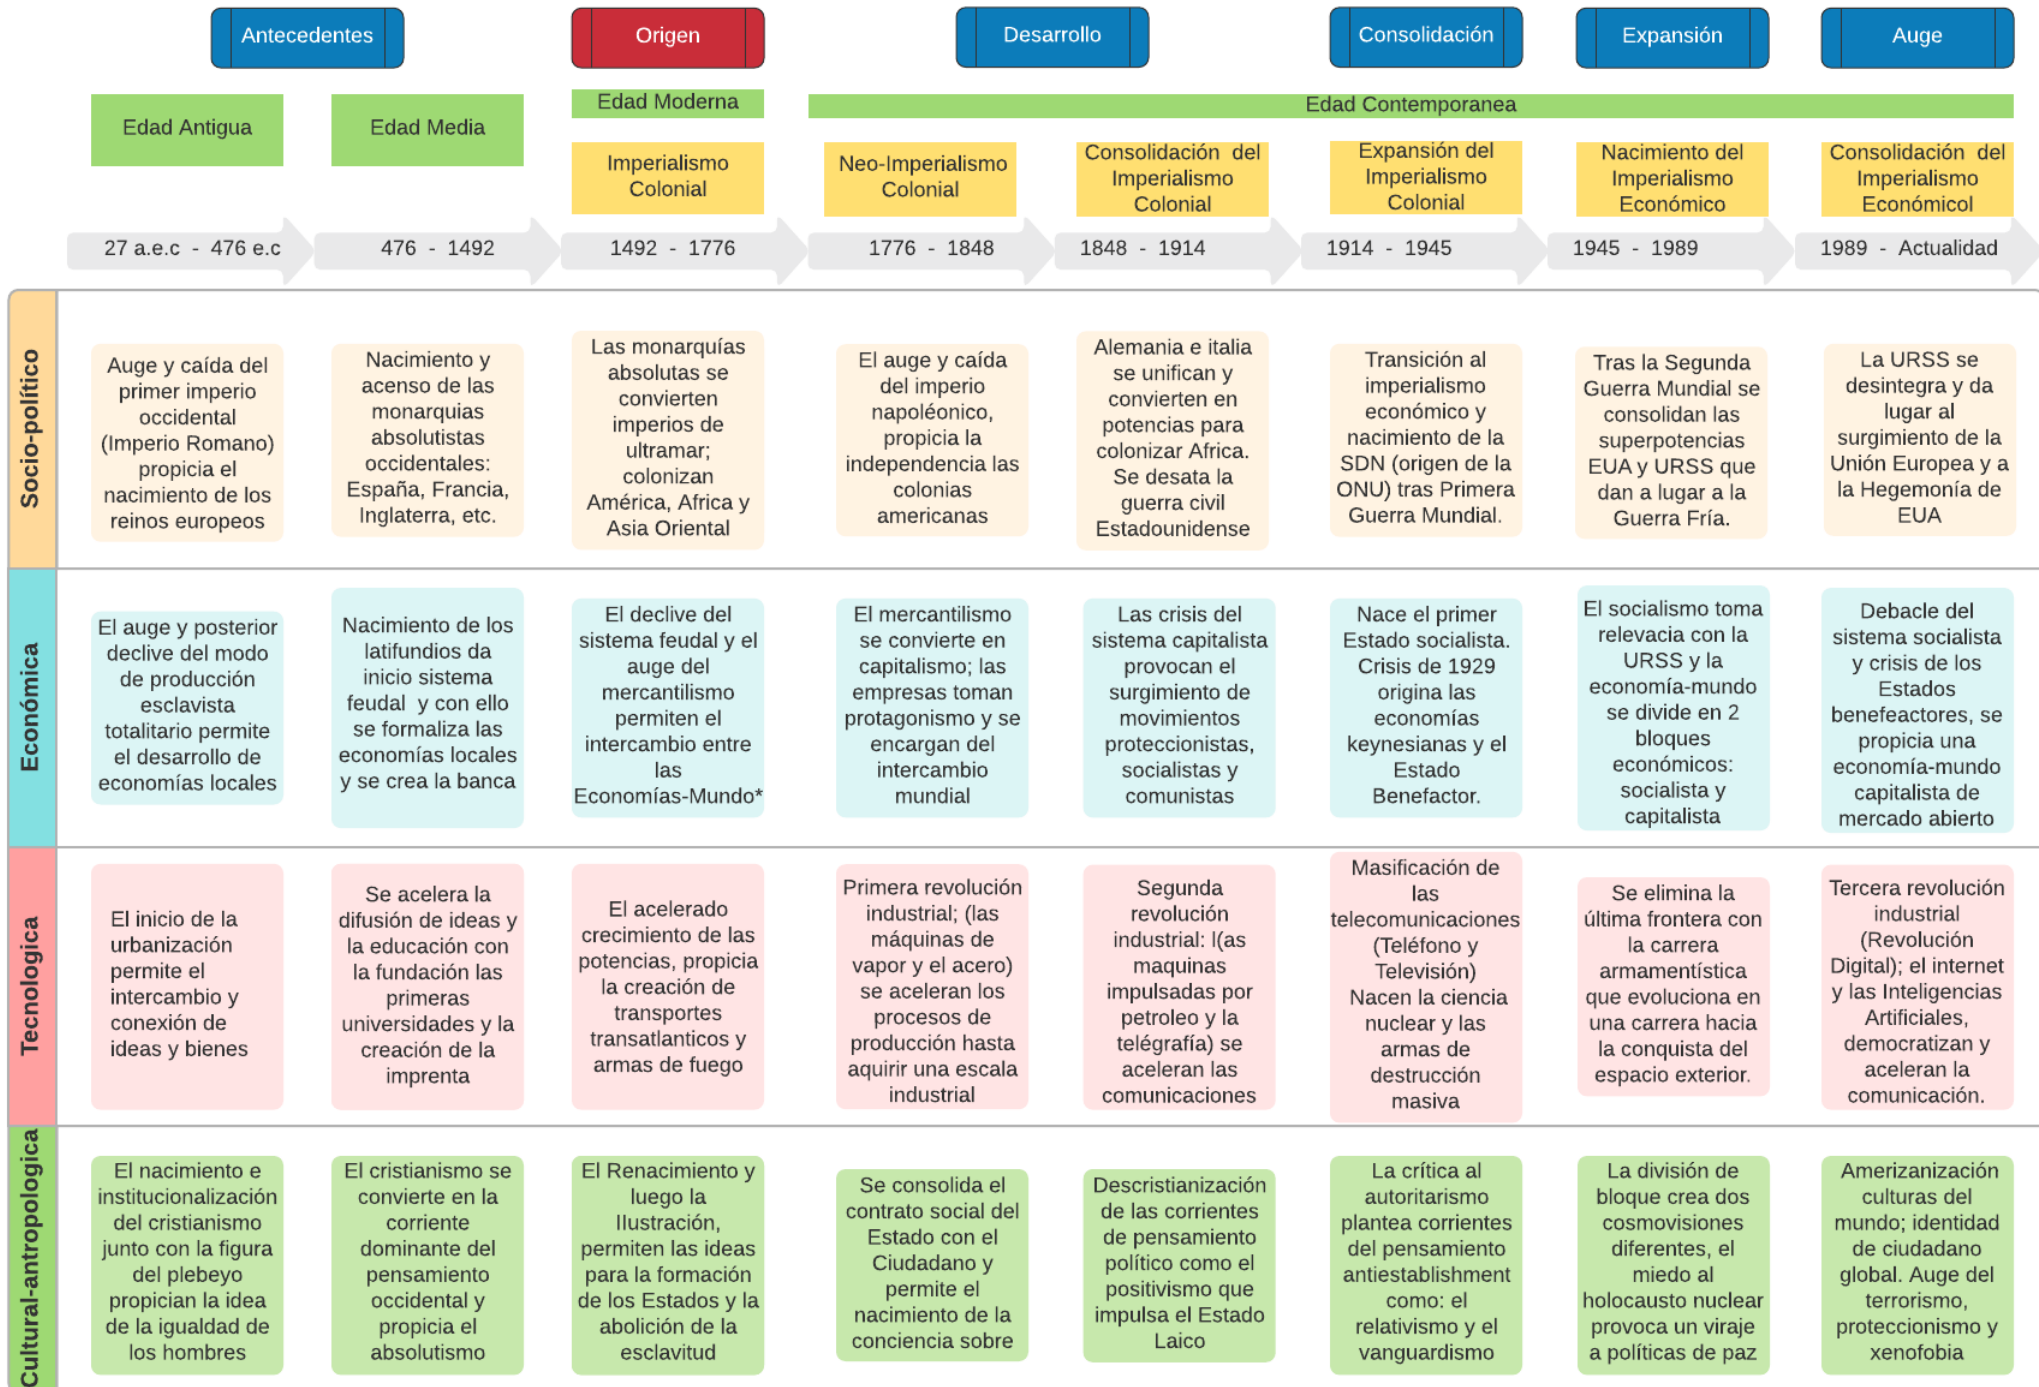 Antecedentes
Origen
Desarrollo
Consolidación
Expansión
Auge
Edad Antigua
Edad Media
Edad Moderna
Edad Contemporanea
Imperialismo
Colonial
Neo-Imperialismo
Colonial
Consolidación del
Imperialismo
Colonial
Expansión del
Imperialismo
Colonial
Nacimiento del
Imperialismo
Económico
Consolidación del
Imperialismo
Económicol
27 a.e.c - 476 e.c
476 - 1492
1492 - 1776
1776 - 1848
1848 - 1914
1914 - 1945
1945 - 1989
1989 - Actualidad
Socio-político
Auge y caída del
primer imperio
occidental
(Imperio Romano)
propicia el
nacimiento de los
reinos europeos
Nacimiento y
acenso de las
monarquias
absolutistas
occidentales:
España, Francia,
Inglaterra, etc.
Las monarquías
absolutas se
convierten
imperios de
ultramar;
colonizan
América, Africa y
Asia Oriental
El auge y caída
del imperio
napoléonico,
propicia la
independencia las
colonias
americanas
Alemania e italia
se unifican y
convierten en
potencias para
colonizar Africa.
Se desata la
guerra civil
Estadounidense
Transición al
imperialismo
económico y
nacimiento de la
SDN (origen de la
ONU) tras Primera
Guerra Mundial.
Tras la Segunda
Guerra Mundial se
consolidan las
superpotencias
EUA y URSS que
dan a lugar a la
Guerra Fría.
La URSS se
desintegra y da
lugar al
surgimiento de la
Unión Europea y a
la Hegemonía de
EUA
Económica
El auge y posterior
declive del modo
de producción
esclavista
totalitario permite
el desarrollo de
economías locales
Nacimiento de los
latifundios da
inicio sistema
feudal y con ello
se formaliza las
economías locales
y se crea la banca
El declive del
sistema feudal y el
auge del
mercantilismo
permiten el
intercambio entre
las
Economías-Mundo*
El mercantilismo
se convierte en
capitalismo; las
empresas toman
protagonismo y se
encargan del
intercambio
mundial
Las crisis del
sistema capitalista
provocan el
surgimiento de
movimientos
proteccionistas,
socialistas y
comunistas
Nace el primer
Estado socialista.
Crisis de 1929
origina las
economías
keynesianas y el
Estado
Benefactor.
El socialismo toma
relevacia con la
URSS y la
economía-mundo
se divide en 2
bloques
económicos:
socialista y
capitalista
Debacle del
sistema socialista
y crisis de los
Estados
benefeactores, se
propicia una
economía-mundo
capitalista de
mercado abierto
Tecnologica
El inicio de la
urbanización
permite el
intercambio y
conexión de
ideas y bienes
Se acelera la
difusión de ideas y
la educación con
la fundación las
primeras
universidades y la
creación de la
imprenta
El acelerado
crecimiento de las
potencias, propicia
la creación de
transportes
transatlanticos y
armas de fuego
Primera revolución
industrial; (las
máquinas de
vapor y el acero)
se aceleran los
procesos de
producción hasta
aquirir una escala
industrial
Segunda
revolución
industrial: l(as
maquinas
impulsadas por
petroleo y la
telégrafía) se
aceleran las
comunicaciones
Masificación de
las
telecomunicaciones
(Teléfono y
Televisión)
Nacen la ciencia
nuclear y las
armas de
destrucción
masiva
Se elimina la
última frontera con
la carrera
armamentística
que evoluciona en
una carrera hacia
la conquista del
espacio exterior.
Tercera revolución
industrial
(Revolución
Digital); el internet
y las Inteligencias
Artificiales,
democratizan y
aceleran la
comunicación.
Cultural-antropologica
El nacimiento e
institucionalización
del cristianismo
junto con la figura
del plebeyo
propician la idea
de la igualdad de
los hombres
El cristianismo se
convierte en la
corriente
dominante del
pensamiento
occidental y
propicia el
absolutismo
El Renacimiento y
luego la
Ilustración,
permiten las ideas
para la formación
de los Estados y la
abolición de la
esclavitud
Se consolida el
contrato social del
Estado con el
Ciudadano y
permite el
nacimiento de la
conciencia sobre
Descristianización
de las corrientes
de pensamiento
político como el
positivismo que
impulsa el Estado
Laico
La crítica al
autoritarismo
plantea corrientes
del pensamiento
antiestablishment
como: el
relativismo y el
vanguardismo
La división de
bloque crea dos
cosmovisiones
diferentes, el
miedo al
holocausto nuclear
provoca un viraje
a políticas de paz
Amerizanización
culturas del
mundo; identidad
de ciudadano
global. Auge del
terrorismo,
proteccionismo y
xenofobia